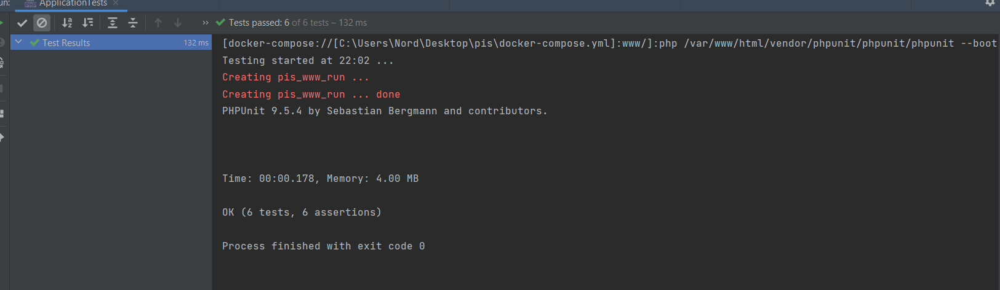 un: PHP ApplicationTests ×
» Tests passed: 6 of 6 tests – 132 ms
Test Results 132 ms
[docker-compose://[C:\Users\Nord\Desktop\pis\docker-compose.yml]:www/]:php /var/www/html/vendor/phpunit/phpunit/phpunit --boot
Testing started at 22:02 ...
Creating pis_www_run ...
Creating pis_www_run ... done
PHPUnit 9.5.4 by Sebastian Bergmann and contributors.
Time: 00:00.178, Memory: 4.00 MB
OK (6 tests, 6 assertions)
Process finished with exit code 0